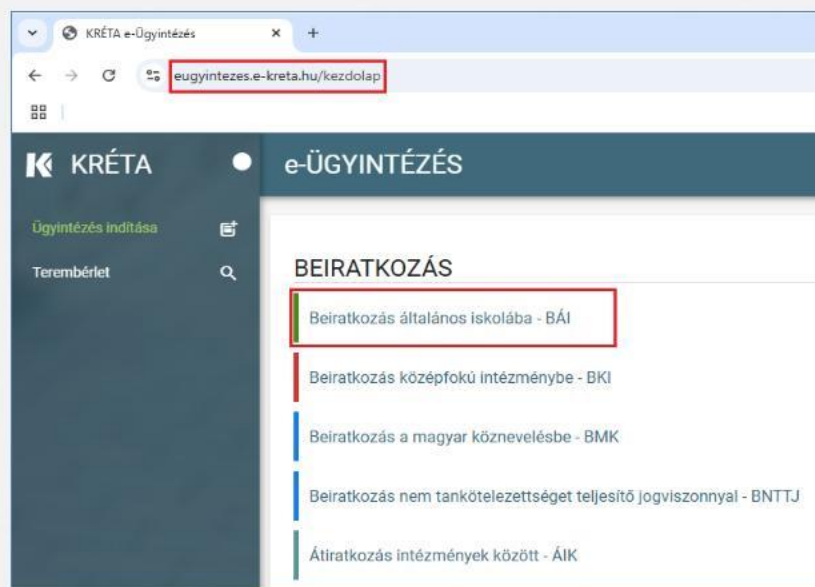 KRÉTA e-Ügyintézés
eugyintezes.e-kreta.hu/kezdolap
KRÉTA
e-ÜGYINTÉZÉS
Ügyintézés indítása
Terembérlet
BEIRATKOZÁS
Beiratkozás általános iskolába - BÁI
Beiratkozás középfokú intézménybe - BKI
Beiratkozás a magyar köznevelésbe - BMK
Beiratkozás nem tankötelezettséget teljesítő jogviszonnyal - BNTTJ
Átiratkozás intézmények között - ÁIK